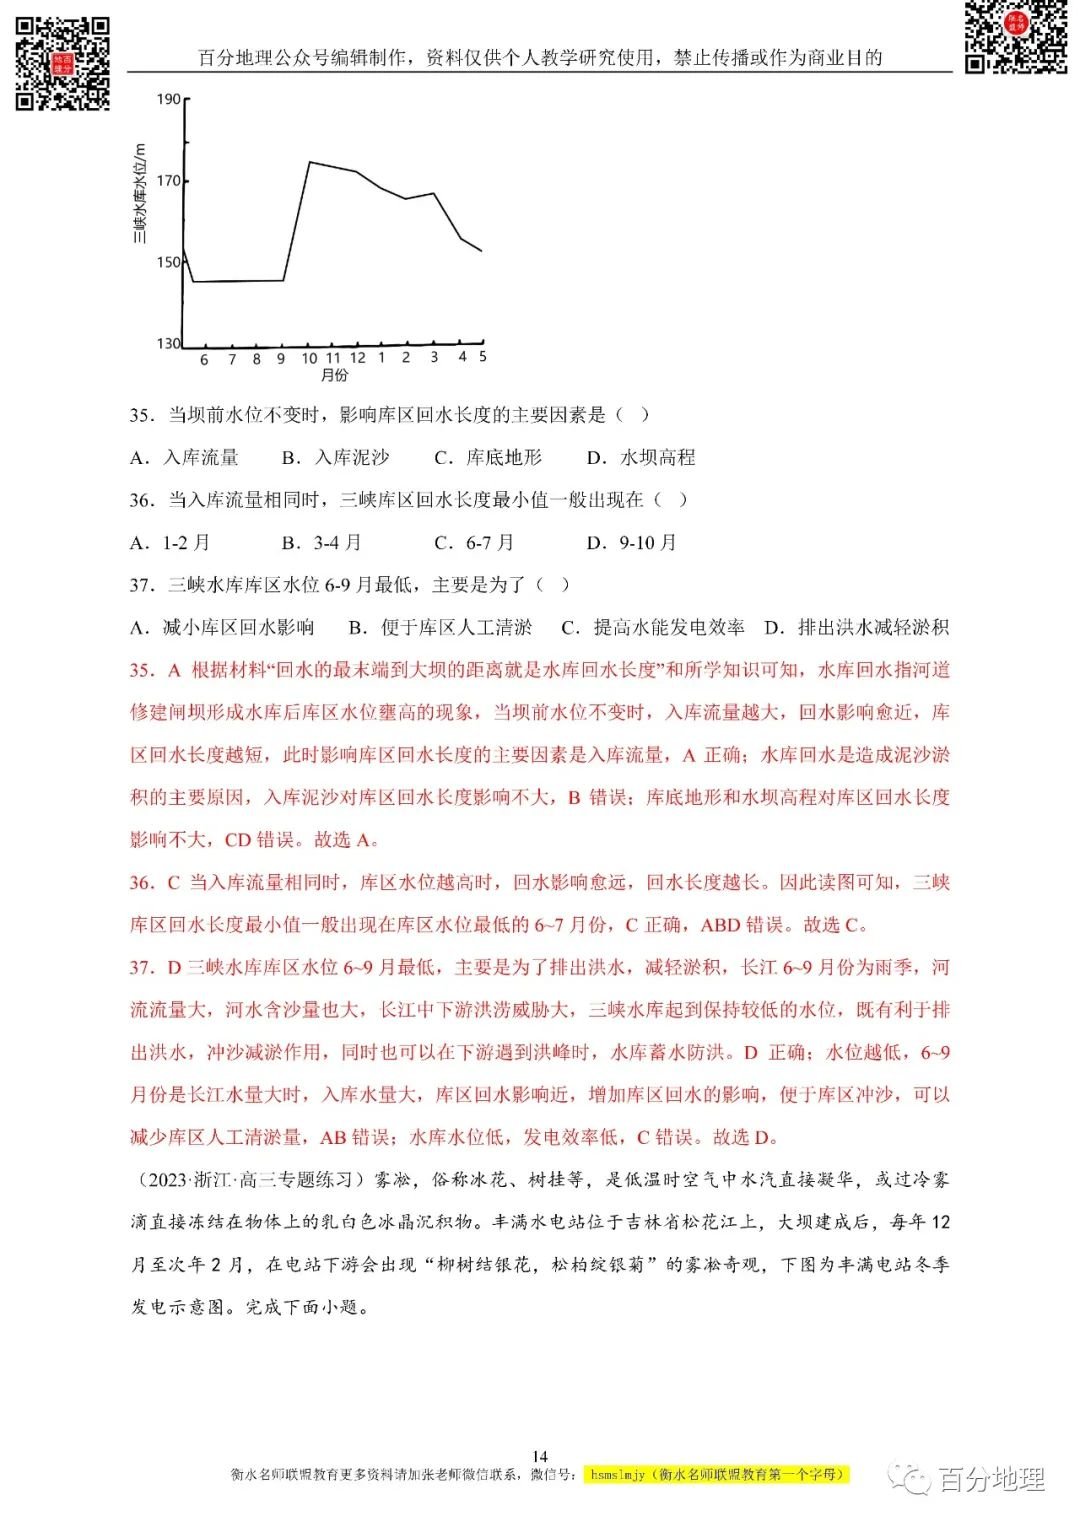 百分地理公众号编辑制作，资料仅供个人教学研究使用，禁止传播或作为商业目的
地理
百分
联名
盟师
190
170
150
130
三峡水库水位/m
6 7 8 9 10 11 12 1 2 3 4 5
月份
35．当坝前水位不变时，影响库区回水长度的主要因素是（ ）
A．入库流量 B．入库泥沙 C．库底地形 D．水坝高程
36．当入库流量相同时，三峡库区回水长度最小值一般出现在（ ）
A．1-2 月 B．3-4 月 C．6-7 月 D．9-10 月
37．三峡水库库区水位 6-9 月最低，主要是为了（ ）
A．减小库区回水影响 B．便于库区人工清淤 C．提高水能发电效率 D．排出洪水减轻淤积
35．A 根据材料“回水的最末端到大坝的距离就是水库回水长度”和所学知识可知，水库回水指河道
修建闸坝形成水库后库区水位壅高的现象，当坝前水位不变时，入库流量越大，回水影响愈近，库
区回水长度越短，此时影响库区回水长度的主要因素是入库流量，A 正确；水库回水是造成泥沙淤
积的主要原因，入库泥沙对库区回水长度影响不大，B 错误；库底地形和水坝高程对库区回水长度
影响不大，CD 错误。故选 A。
36．C 当入库流量相同时，库区水位越高时，回水影响愈远，回水长度越长。因此读图可知，三峡
库区回水长度最小值一般出现在库区水位最低的 6~7 月份，C 正确，ABD 错误。故选 C。
37．D 三峡水库库区水位 6~9 月最低，主要是为了排出洪水，减轻淤积，长江 6~9 月份为雨季，河
流流量大，河水含沙量也大，长江中下游洪涝威胁大，三峡水库起到保持较低的水位，既有利于排
出洪水，冲沙减淤作用，同时也可以在下游遇到洪峰时，水库蓄水防洪。D 正确；水位越低，6~9
月份是长江水量大时，入库水量大，库区回水影响近，增加库区回水的影响，便于库区冲沙，可以
减少库区人工清淤量，AB 错误；水库水位低，发电效率低，C 错误。故选 D。
（2023·浙江·高三专题练习）雾凇，俗称冰花、树挂等，是低温时空气中水汽直接凝华，或过冷雾
滴直接冻结在物体上的乳白色冰晶沉积物。丰满水电站位于吉林省松花江上，大坝建成后，每年 12
月至次年 2 月，在电站下游会出现“柳树结银花，松柏绽银菊”的雾凇奇观，下图为丰满电站冬季
发电示意图。完成下面小题。
14
衡水名师联盟教育更多资料请加张老师微信联系，微信号： hsmslmjy（衡水名师联盟教育第一个字母）
百分地理